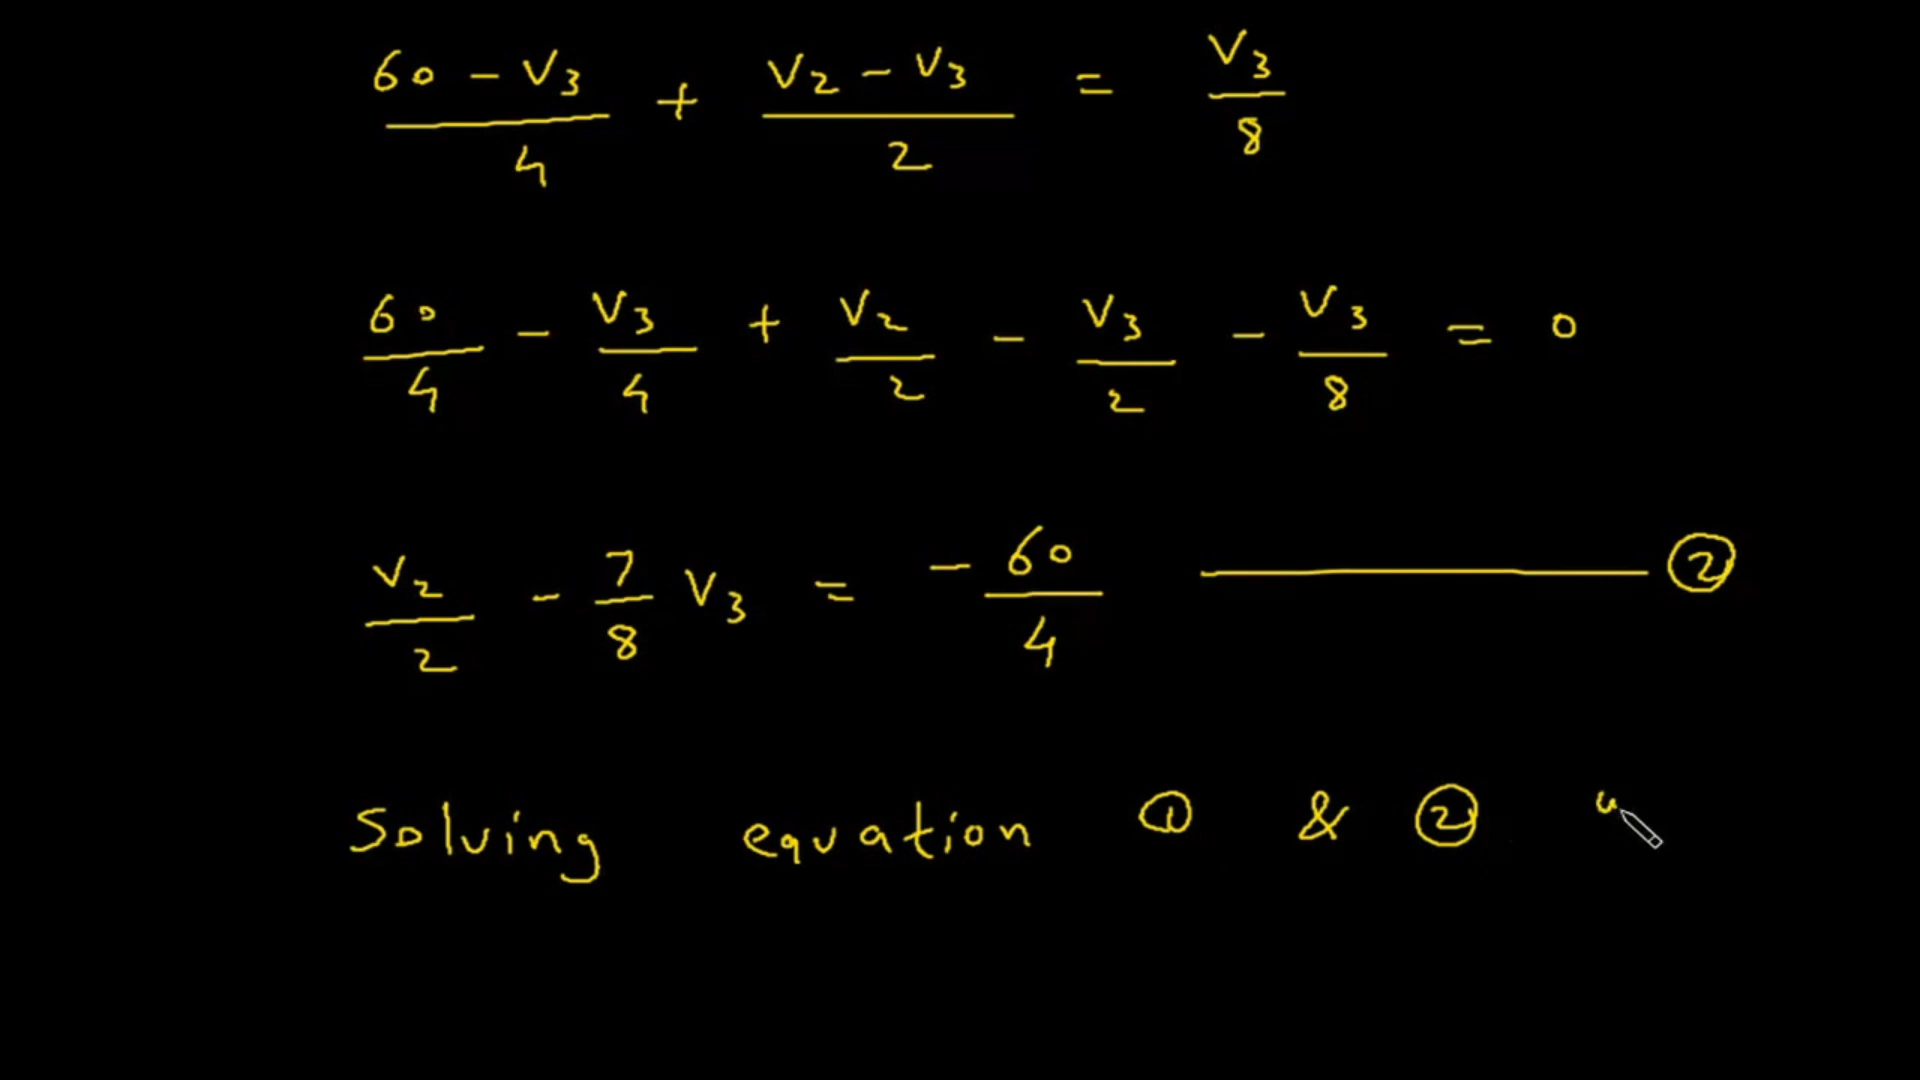 60 - V3 / 4 + V2 - V3 / 2 = V3 / 8
60 / 4 - V3 / 4 + V2 / 2 - V3 / 2 - V3 / 8 = 0
V2 / 2 - 7 / 8 V3 = - 60 / 4 ——— ②
Solving equation ① & ②